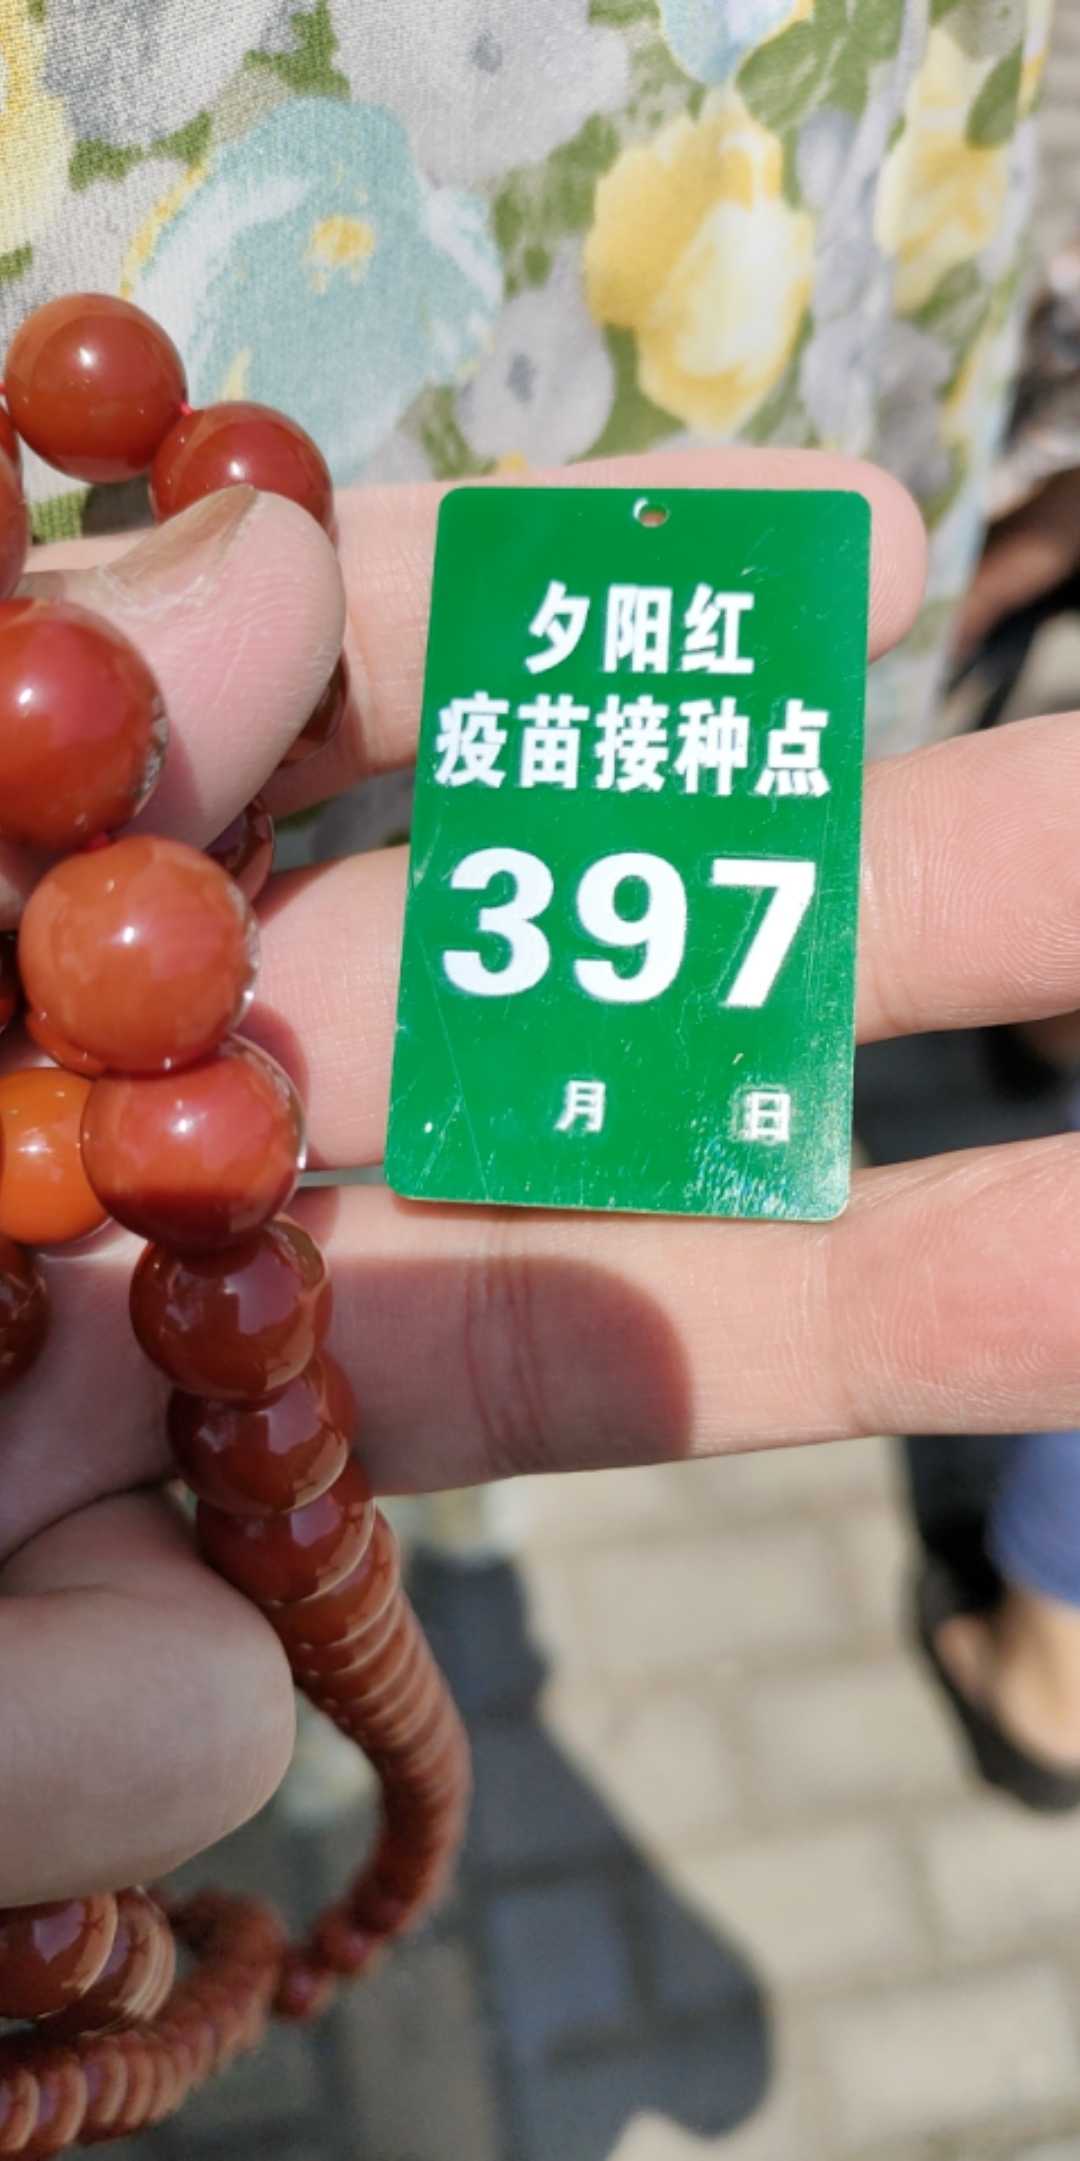 夕阳红
疫苗接种点
397
月 日